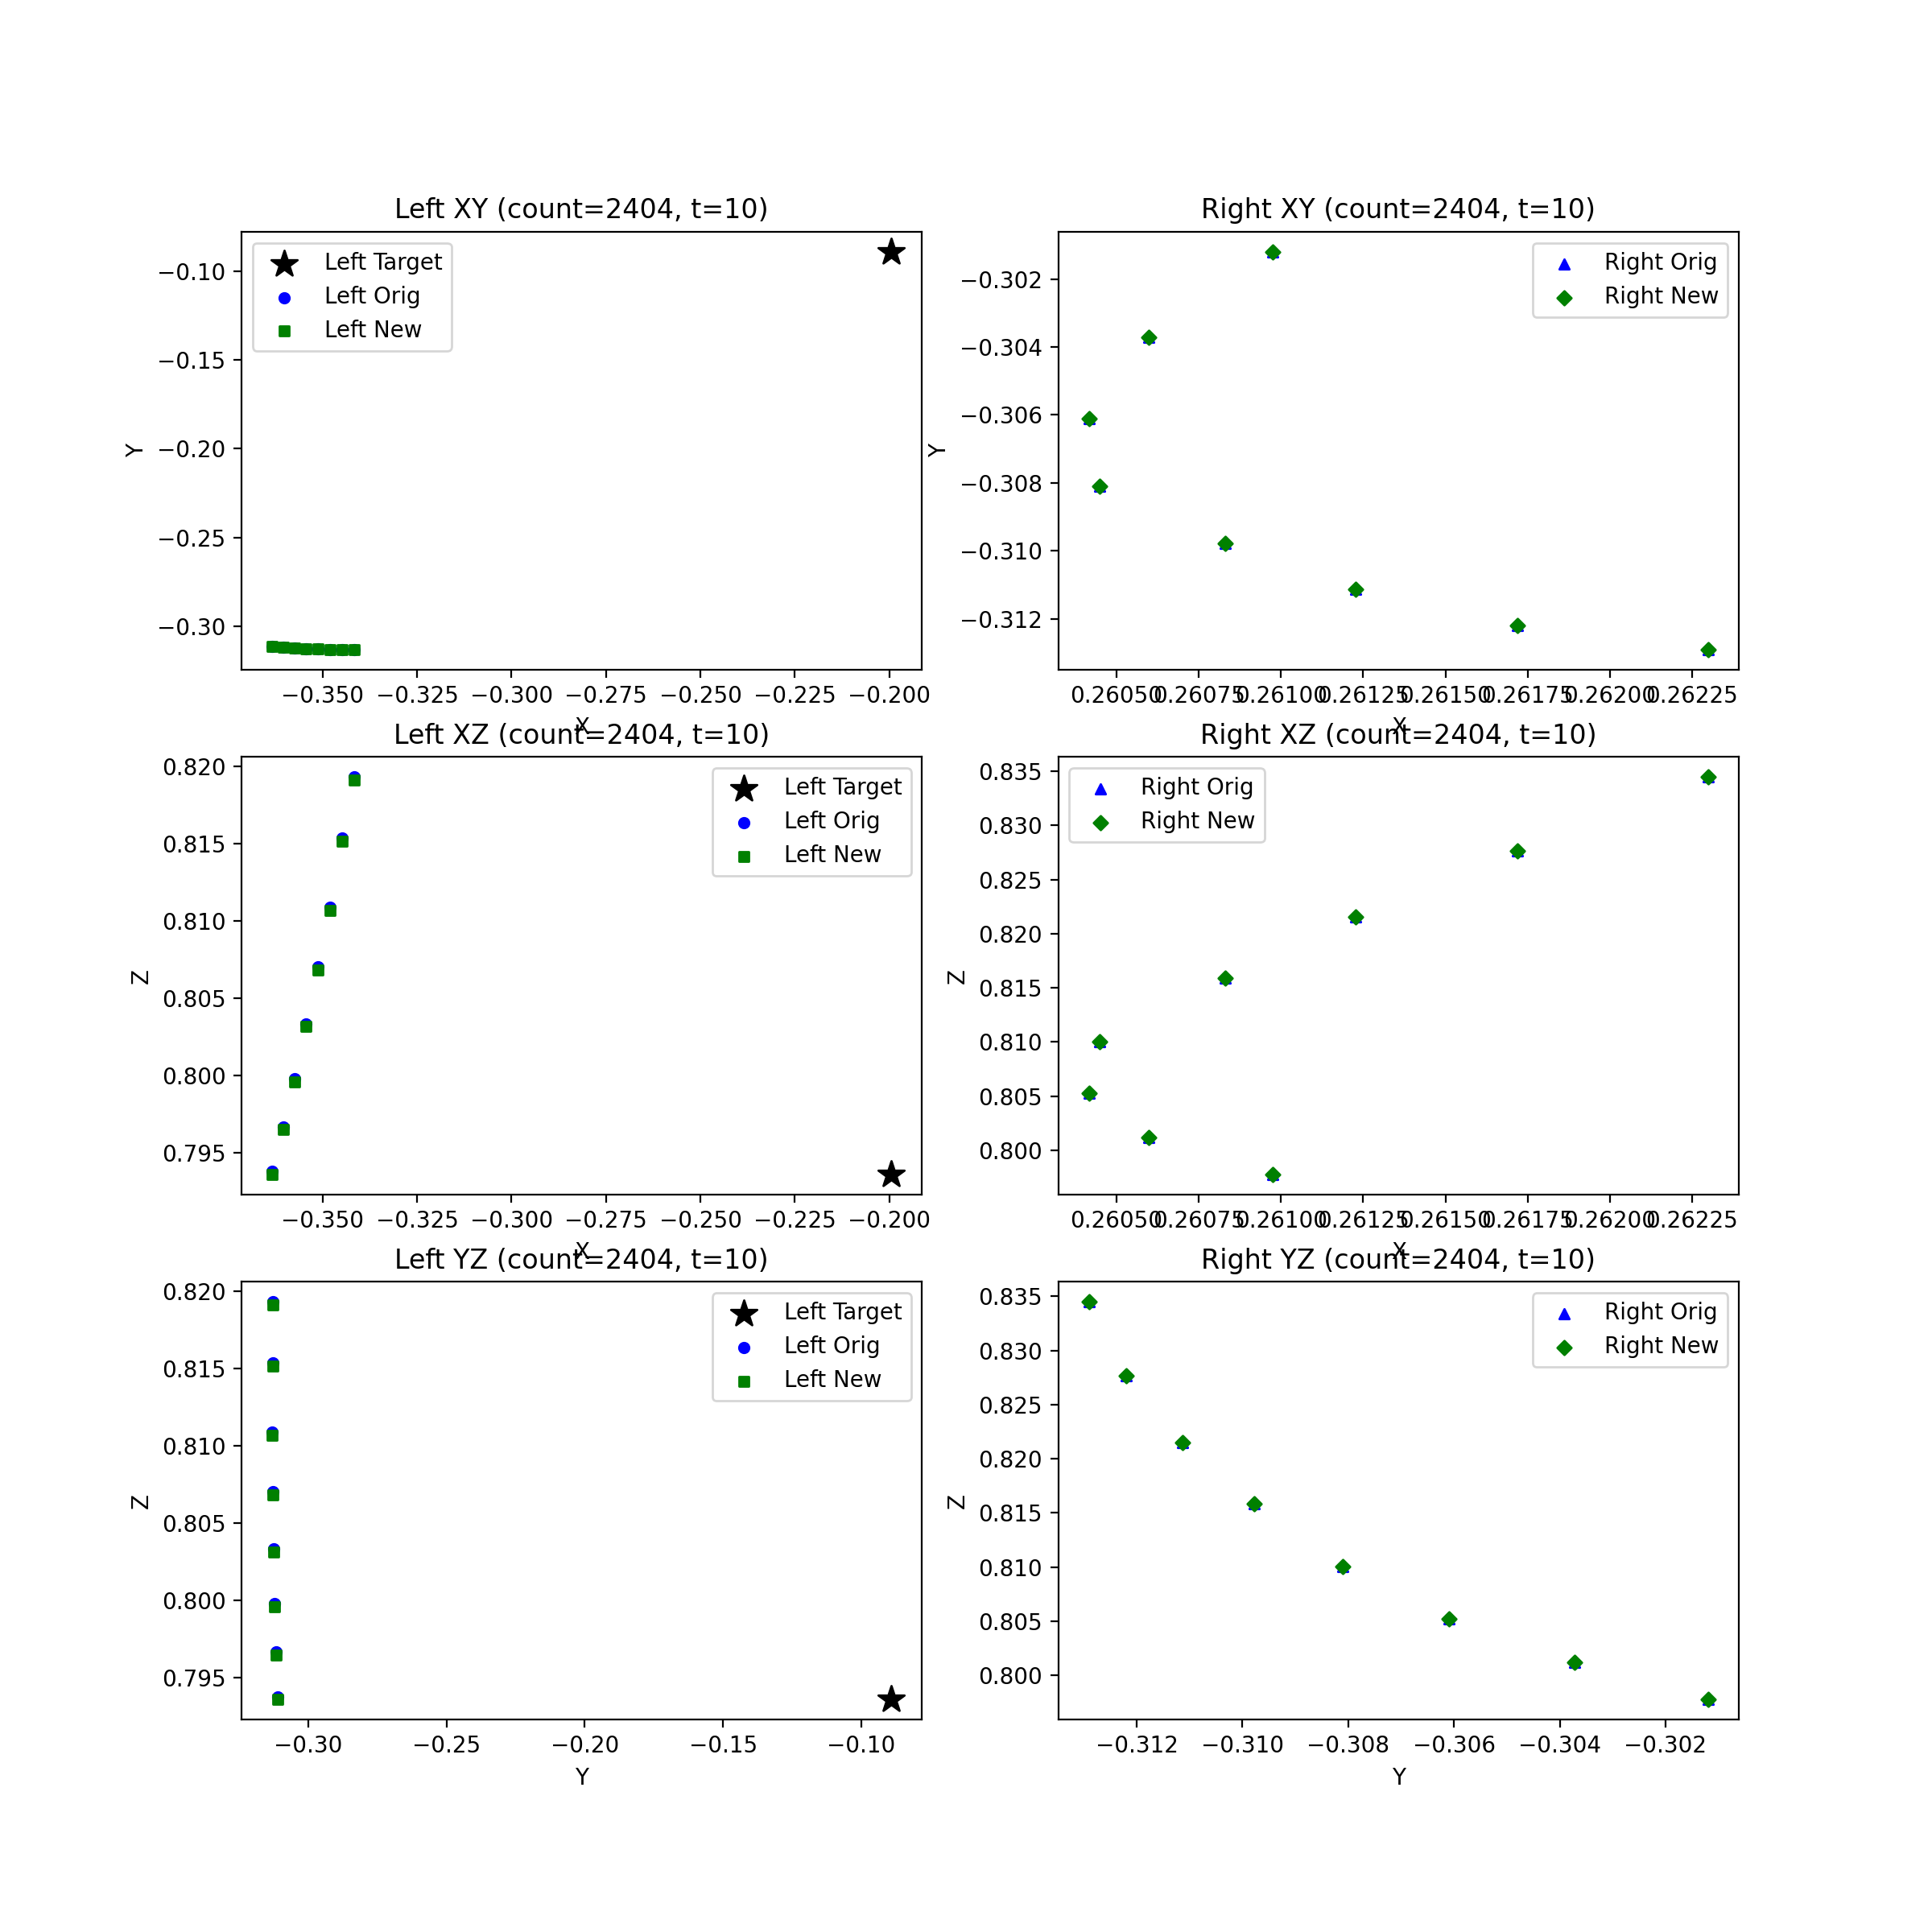 Left XY (count=2404, t=10)
Left Target
Left Orig
Left New
−0.10
−0.15
−0.20
−0.25
−0.30
Y
−0.350
−0.325
−0.300
−0.275
−0.250
−0.225
−0.200
X
Right XY (count=2404, t=10)
Right Orig
Right New
−0.302
−0.304
−0.306
−0.308
−0.310
−0.312
Y
0.26050
0.26075
0.26100
0.26125
0.26150
0.26175
0.26200
0.26225
X
Left XZ (count=2404, t=10)
Left Target
Left Orig
Left New
0.820
0.815
0.810
0.805
0.800
0.795
Z
−0.350
−0.325
−0.300
−0.275
−0.250
−0.225
−0.200
X
Right XZ (count=2404, t=10)
Right Orig
Right New
0.835
0.830
0.825
0.820
0.815
0.810
0.805
0.800
Z
0.26050
0.26075
0.26100
0.26125
0.26150
0.26175
0.26200
0.26225
X
Left YZ (count=2404, t=10)
Left Target
Left Orig
Left New
0.820
0.815
0.810
0.805
0.800
0.795
Z
−0.30
−0.25
−0.20
−0.15
−0.10
Y
Right YZ (count=2404, t=10)
Right Orig
Right New
0.835
0.830
0.825
0.820
0.815
0.810
0.805
0.800
Z
−0.312
−0.310
−0.308
−0.306
−0.304
−0.302
Y